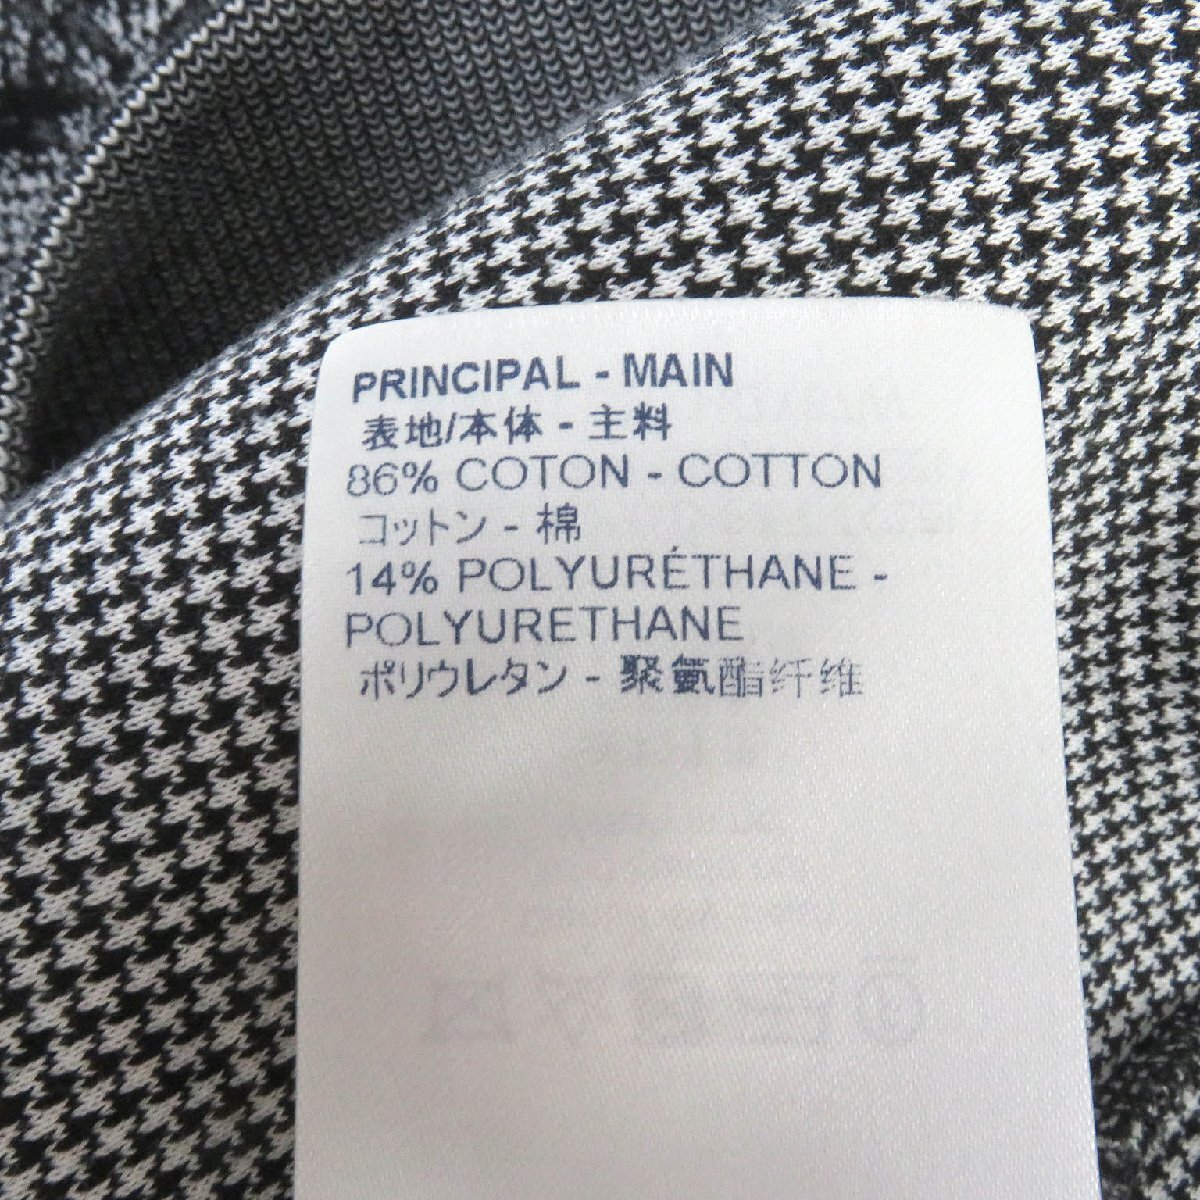 PRINCIPAL - MAIN
表地/本体 - 主料
86% COTON - COTTON
コットン - 棉
14% POLYURÉTHANE -
POLYURETHANE
ポリウレタン - 聚氨酯纤维